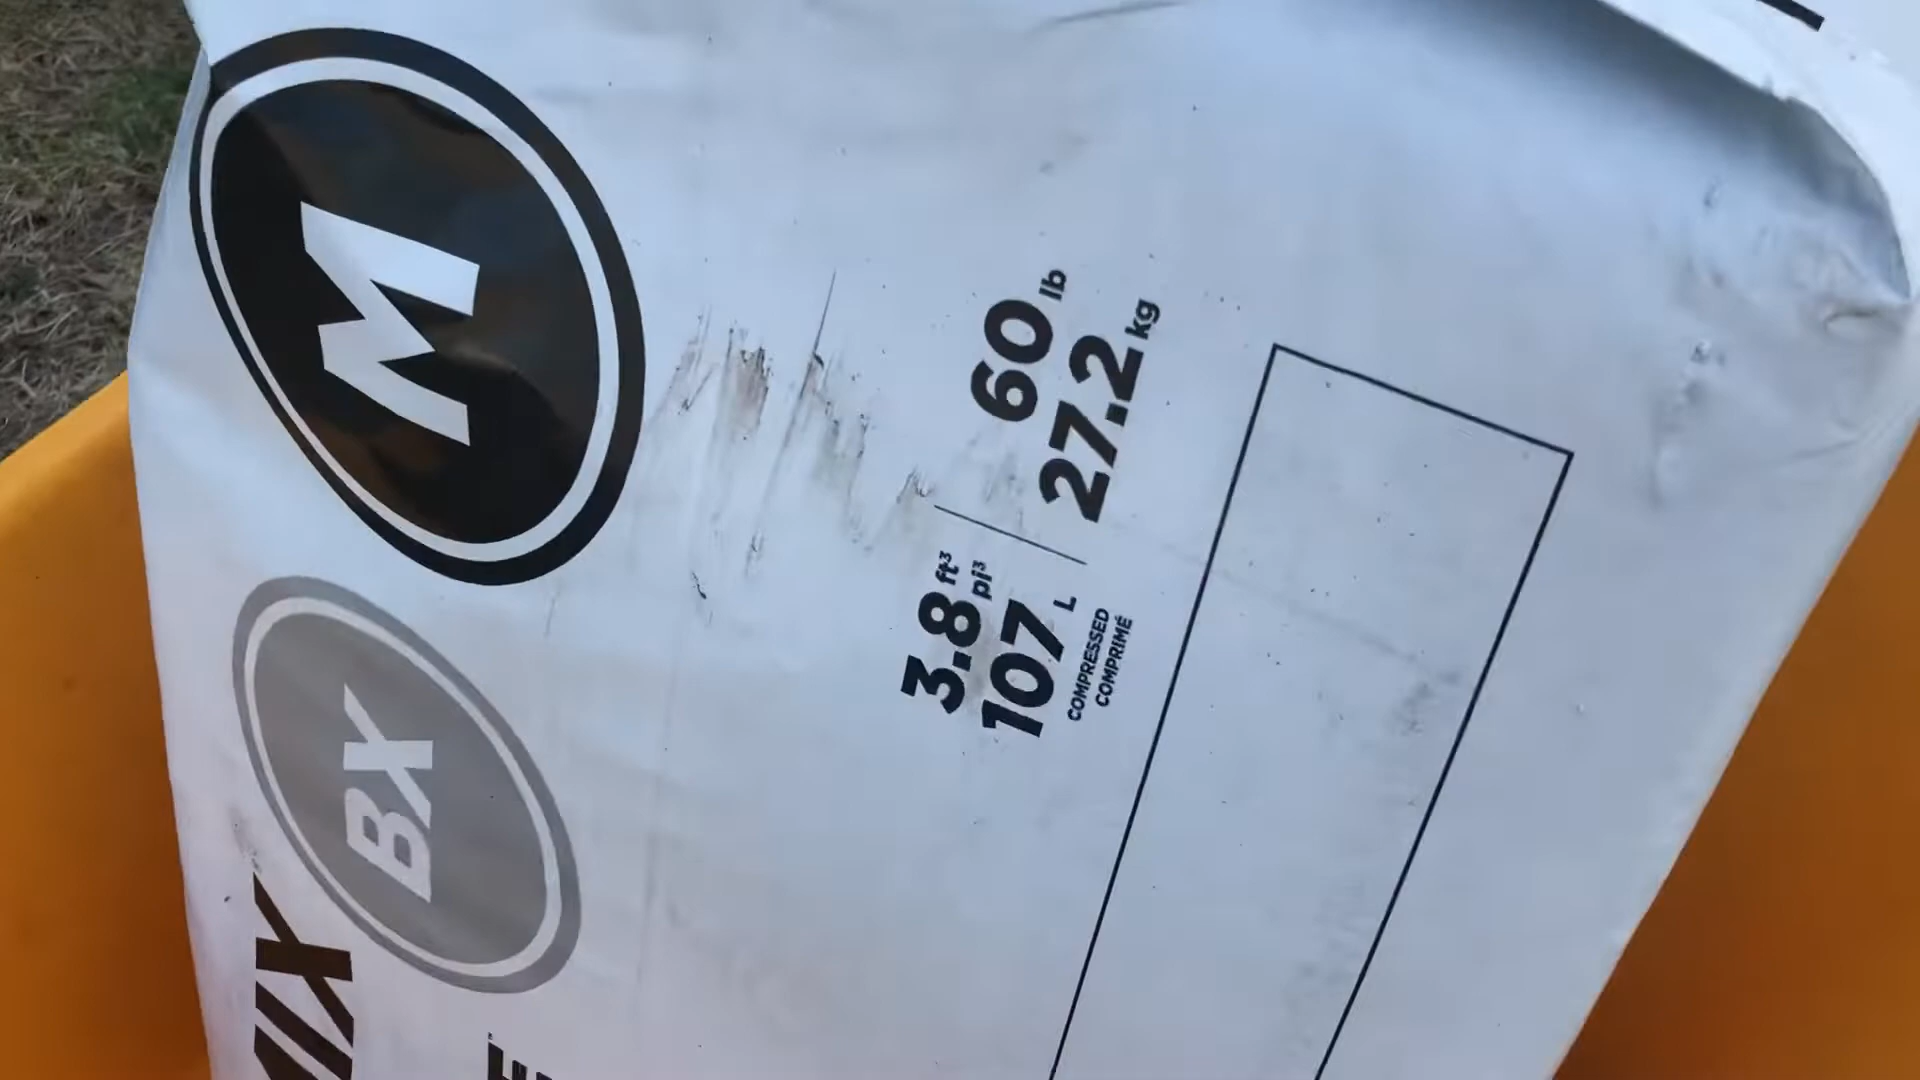 M
BX
3.8 ft³
pi³
107 L
COMPRESSED
COMPRIMÉ
60 lb
27.2 kg